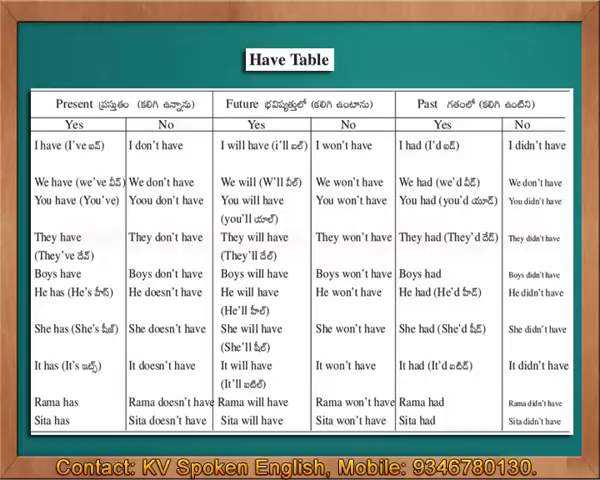 Have Table
Present ప్రస్తుతం (కలిగి ఉన్నాను) Future భవిష్యత్తులో (కలిగి ఉంటాను) Past గతంలో (కలిగి ఉంటిని)
Yes No Yes No Yes No
I have (I've ఐవ్) I don't have I will have (i'll ఐల్) I won't have I had (I'd ఐడ్) I didn't have
We have (we've వీవ్) We don't have We will (W'll వీల్) We won't have We had (we'd వీడ్) We don't have
You have (You've) Yoou don't have You will have You won't have You had (you'd యూడ్) You didn't have
(you'll యూల్)
They have They don't have They will have They won't have They had (They'd దేడ్) They didn't have
(They've దేవ్) (They'll దేల్)
Boys have Boys don't have Boys will have Boys won't have Boys had Boys didn't have
He has (He's హీస్) He doesn't have He will have He won't have He had (He'd హీడ్) He didn't have
(He'll హీల్)
She has (She's షీజ్) She doesn't have She will have She won't have She had (She'd షీడ్) She didn't have
(She'll షీల్)
It has (It's ఇట్స్) It doesn't have It will have It won't have It had (It'd ఐటిడ్) It didn't have
(It'll ఐటిల్)
Rama has Rama doesn't have Rama will have Rama won't have Rama had Rama didn't have
Sita has Sita doesn't have Sita will have Sita won't have Sita had Sita didn't have
Contact: KV Spoken English, Mobile: 9346780130.